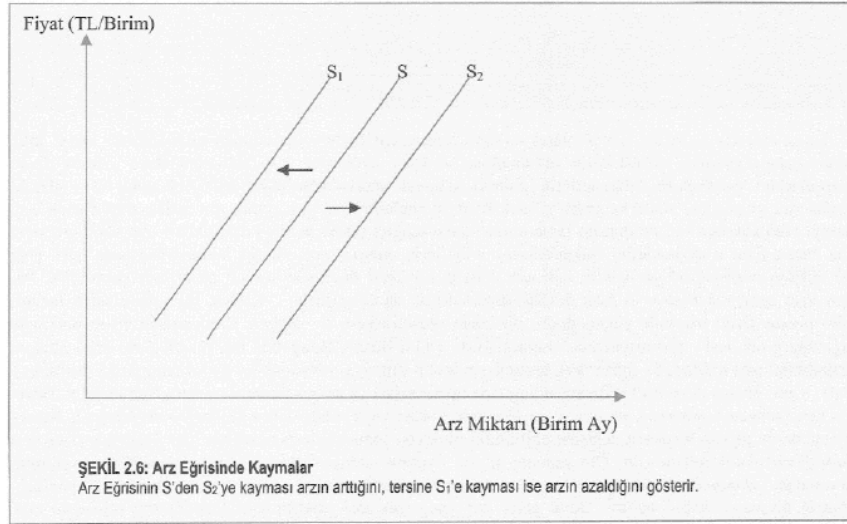 Fiyat (TL/Birim)
S₁ S S₂
Arz Miktarı (Birim Ay)
ŞEKİL 2.6: Arz Eğrisinde Kaymalar
Arz Eğrisinin S'den S₂'ye kayması arzın arttığını, tersine S₁'e kayması ise arzın azaldığını gösterir.